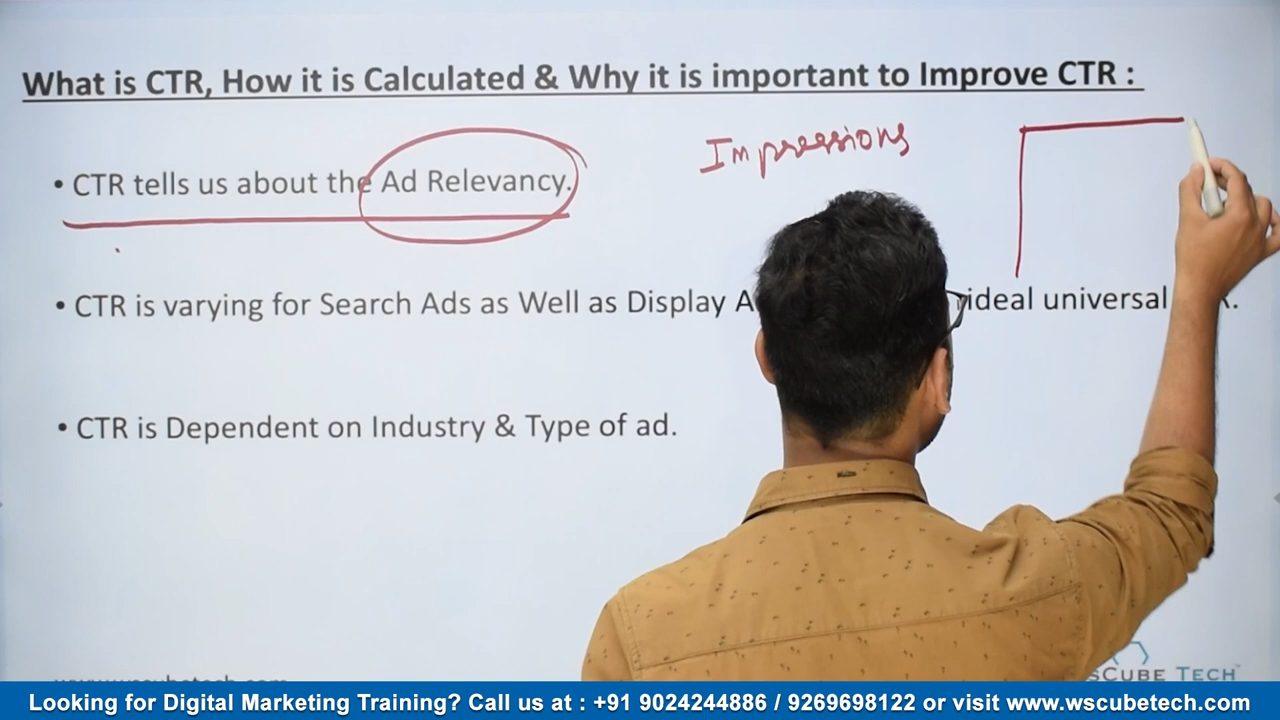 What is CTR, How it is Calculated & Why it is important to Improve CTR :
Impressions
• CTR tells us about the Ad Relevancy.
• CTR is varying for Search Ads as Well as Display ideal universal
• CTR is Dependent on Industry & Type of ad.
CUBE TECH
Looking for Digital Marketing Training? Call us at : +91 9024244886 / 9269698122 or visit www.wscubetech.com